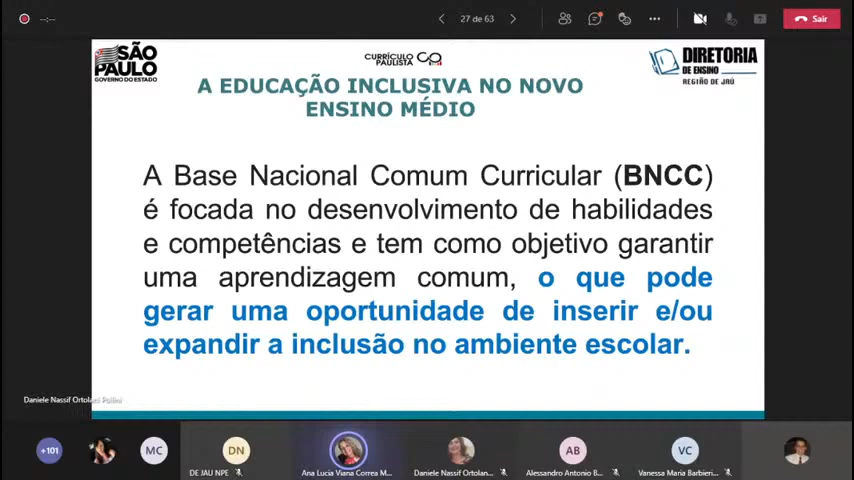 --:--
27 de 63
Sair
SÃO
PAULO
GOVERNO DO ESTADO
CURRÍCULO
PAULISTA
DIRETORIA
DE ENSINO
REGIÃO DE JAÚ
A EDUCAÇÃO INCLUSIVA NO NOVO
ENSINO MÉDIO
A Base Nacional Comum Curricular (BNCC)
é focada no desenvolvimento de habilidades
e competências e tem como objetivo garantir
uma aprendizagem comum, o que pode
gerar uma oportunidade de inserir e/ou
expandir a inclusão no ambiente escolar.
Daniele Nassif Ortolani
+101
MC
DN
AB
VC
DE JAU NPE
Ana Lucia Viana Correa M...
Daniele Nassif Ortolan...
Alessandro Antonio B...
Vanessa Maria Barbieri...